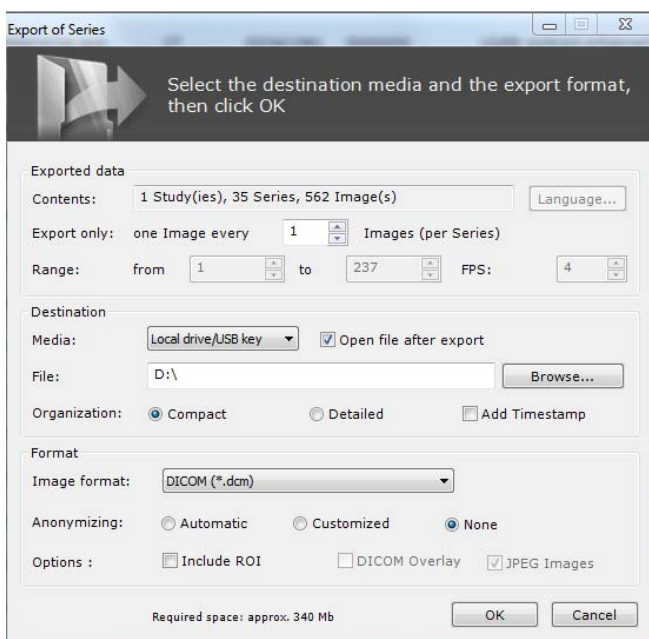 Export of Series
Select the destination media and the export format,
then click OK
Exported data
Contents: 1 Study(ies), 35 Series, 562 Image(s) Language...
Export only: one Image every 1 Images (per Series)
Range: from 1 to 237 FPS: 4
Destination
Media: Local drive/USB key Open file after export
File: D:\ Browse...
Organization: Compact Detailed Add Timestamp
Format
Image format: DICOM (*.dcm)
Anonymizing: Automatic Customized None
Options : Include ROI DICOM Overlay JPEG Images
Required space: approx. 340 Mb OK Cancel